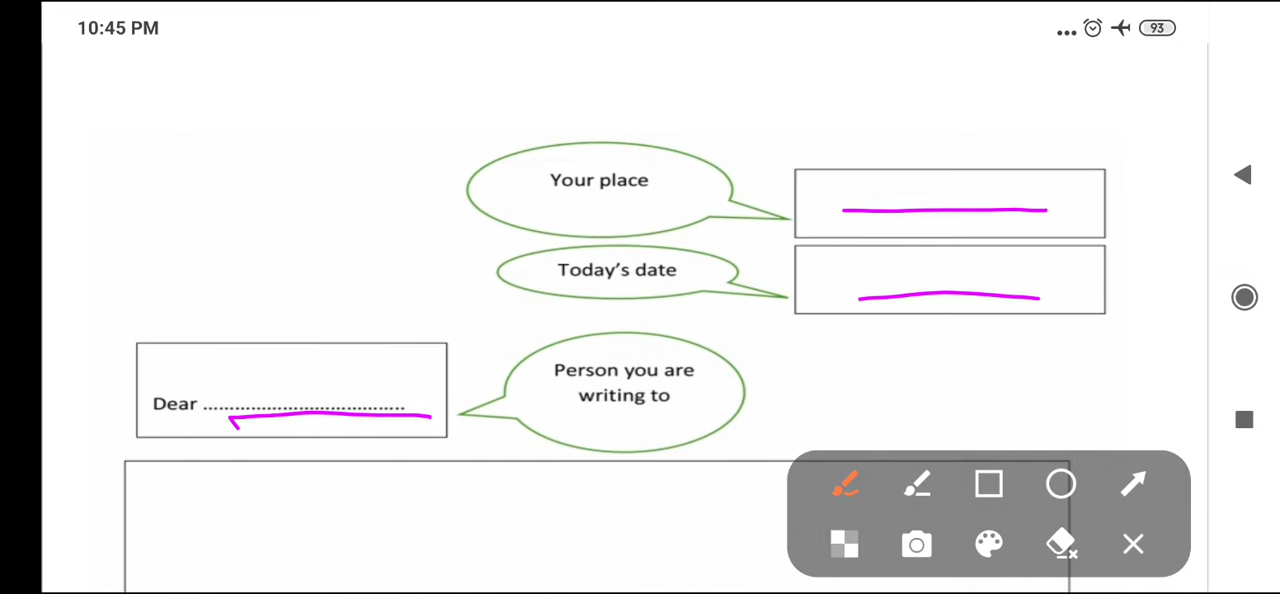 10:45 PM
93
Your place
Today's date
Person you are
writing to
Dear ..................................